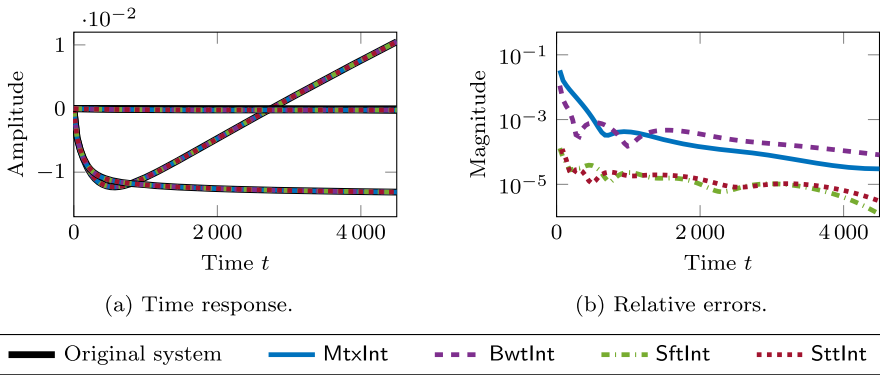 ·10−2
1
0
−1
Amplitude
0
2 000
4 000
Time t
(a) Time response.
10−1
10−3
10−5
Magnitude
0
2 000
4 000
Time t
(b) Relative errors.
Original system MtxInt BwtInt SftInt SttInt